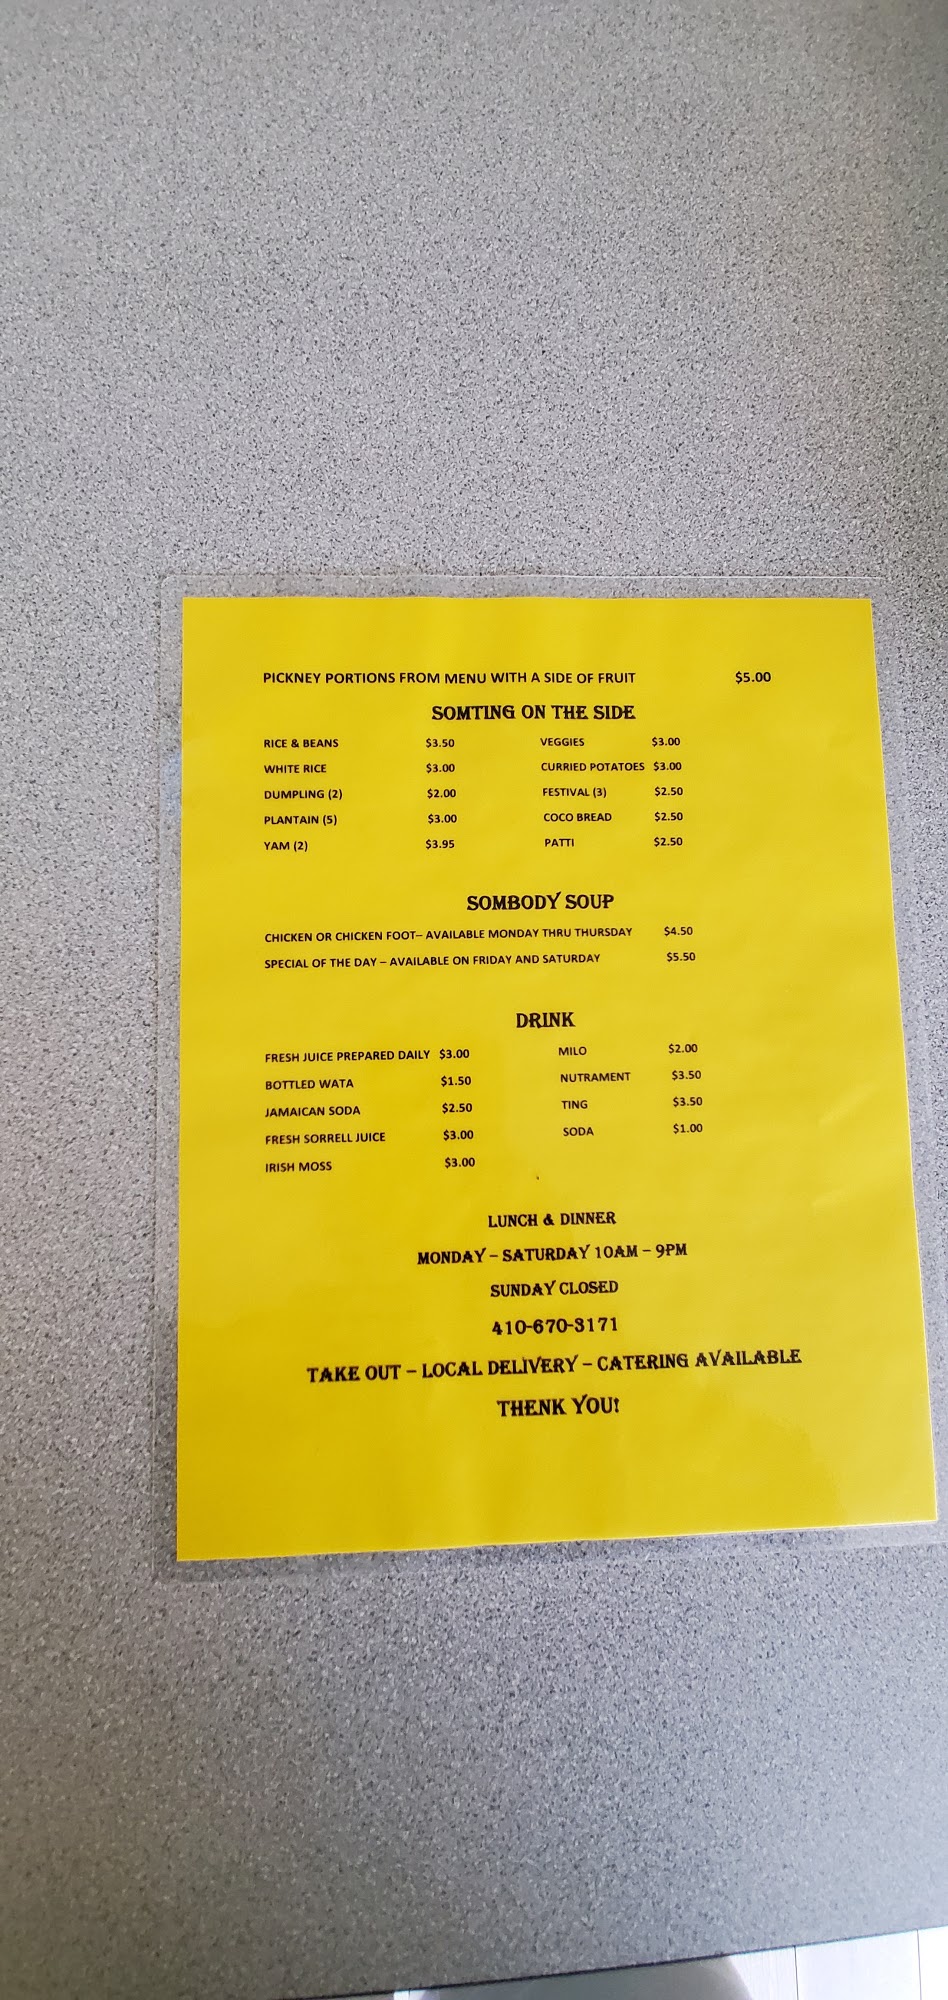 PICKNEY PORTIONS FROM MENU WITH A SIDE OF FRUIT $5.00
SOMTING ON THE SIDE
RICE & BEANS $3.50 VEGGIES $3.00
WHITE RICE $3.00 CURRIED POTATOES $3.00
DUMPLING (2) $2.00 FESTIVAL (3) $2.50
PLANTAIN (5) $3.00 COCO BREAD $2.50
YAM (2) $3.95 PATTI $2.50
SOMBODY SOUP
CHICKEN OR CHICKEN FOOT– AVAILABLE MONDAY THRU THURSDAY $4.50
SPECIAL OF THE DAY – AVAILABLE ON FRIDAY AND SATURDAY $5.50
DRINK
FRESH JUICE PREPARED DAILY $3.00 MILO $2.00
BOTTLED WATA $1.50 NUTRAMENT $3.50
JAMAICAN SODA $2.50 TING $3.50
FRESH SORRELL JUICE $3.00 SODA $1.00
IRISH MOSS $3.00
LUNCH & DINNER
MONDAY – SATURDAY 10AM – 9PM
SUNDAY CLOSED
410-670-3171
TAKE OUT – LOCAL DELIVERY – CATERING AVAILABLE
THENK YOU!